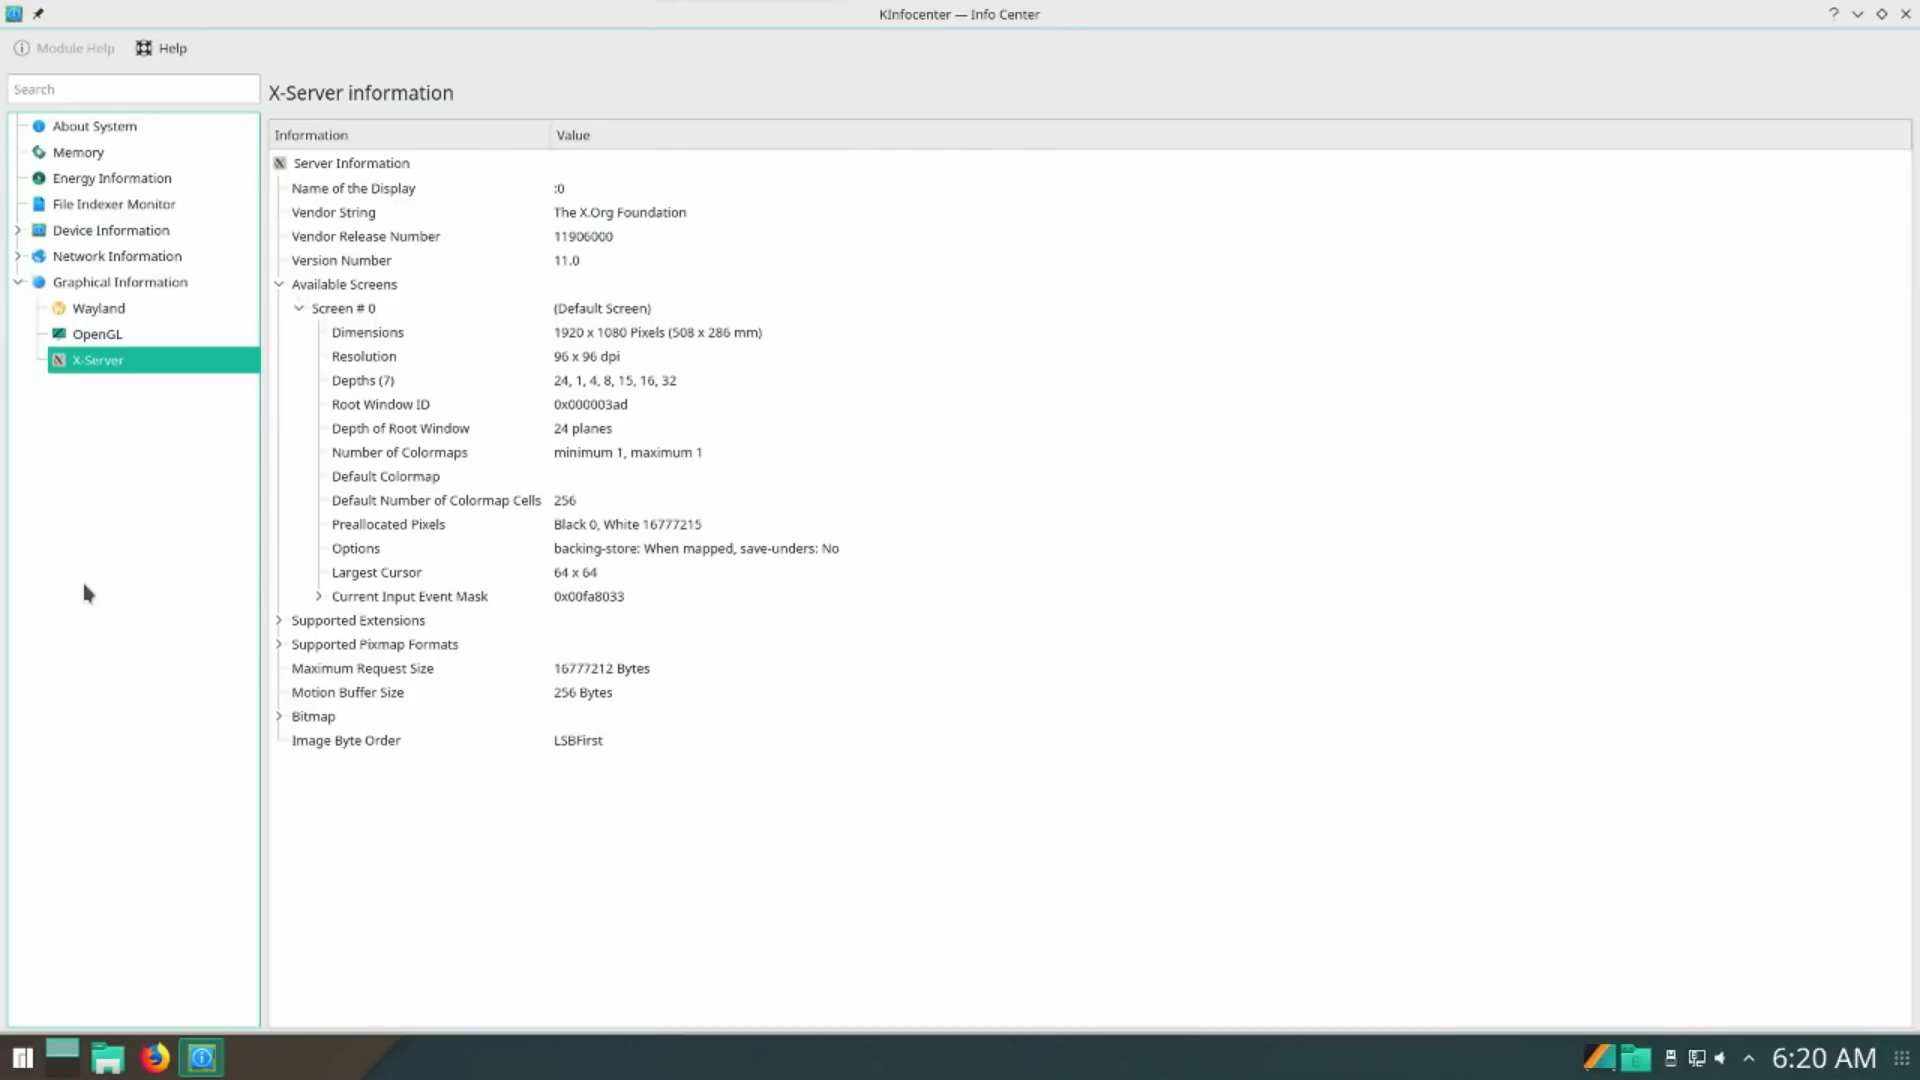 KInfocenter — Info Center
Module Help Help
Search
X-Server information
About System
Memory
Energy Information
File Indexer Monitor
Device Information
Network Information
Graphical Information
Wayland
OpenGL
X-Server
Information Value
Server Information
Name of the Display :0
Vendor String The X.Org Foundation
Vendor Release Number 11906000
Version Number 11.0
Available Screens
Screen # 0 (Default Screen)
Dimensions 1920 x 1080 Pixels (508 x 286 mm)
Resolution 96 x 96 dpi
Depths (7) 24, 1, 4, 8, 15, 16, 32
Root Window ID 0x000003ad
Depth of Root Window 24 planes
Number of Colormaps minimum 1, maximum 1
Default Colormap
Default Number of Colormap Cells 256
Preallocated Pixels Black 0, White 16777215
Options backing-store: When mapped, save-unders: No
Largest Cursor 64 x 64
Current Input Event Mask 0x00fa8033
Supported Extensions
Supported Pixmap Formats
Maximum Request Size 16777212 Bytes
Motion Buffer Size 256 Bytes
Bitmap
Image Byte Order LSBFirst
6:20 AM